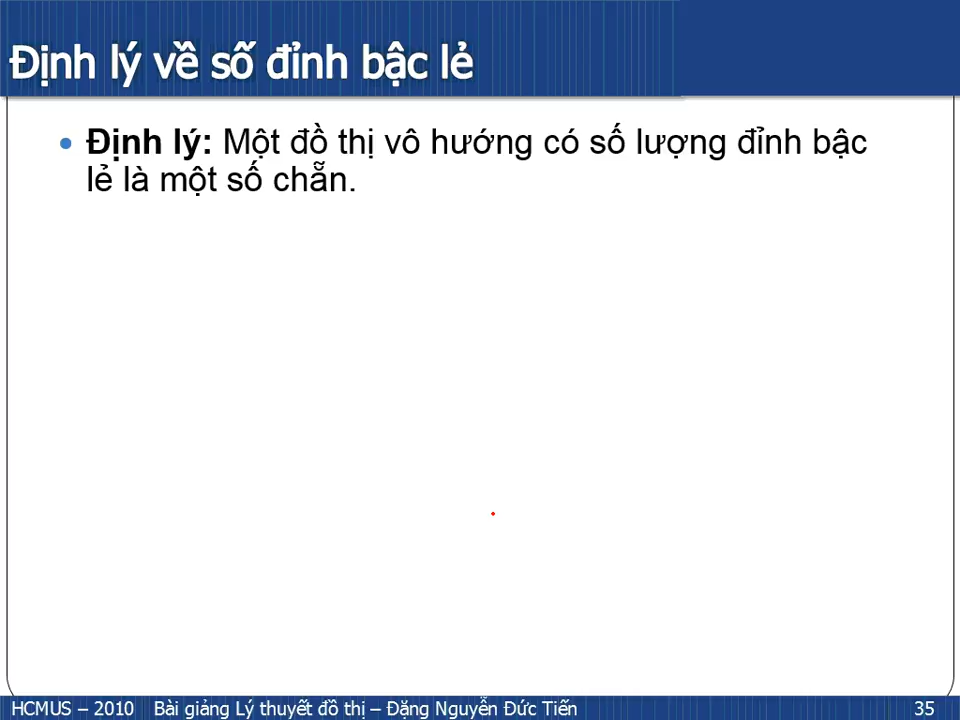 Định lý về số đỉnh bậc lẻ
• Định lý: Một đồ thị vô hướng có số lượng đỉnh bậc
lẻ là một số chẵn.
HCMUS – 2010 Bài giảng Lý thuyết đồ thị – Đặng Nguyễn Đức Tiến 35